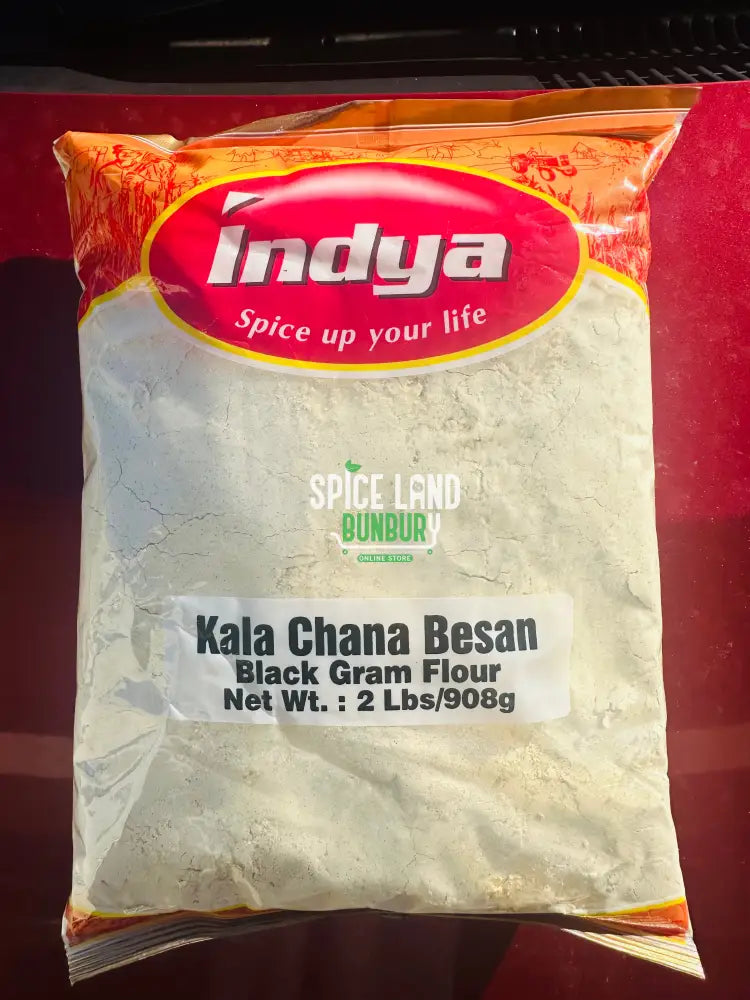 Indya
Spice up your life
SPICE LAND
BUNBURY
ONLINE STORE
Kala Chana Besan
Black Gram Flour
Net Wt. : 2 Lbs/908g